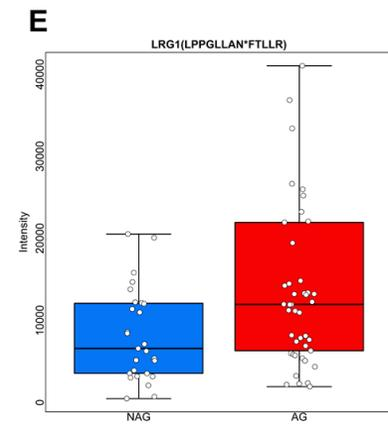 E
LRG1(LPPGLLAN*FTLLR)
40000
30000
20000
10000
0
Intensity
NAG AG